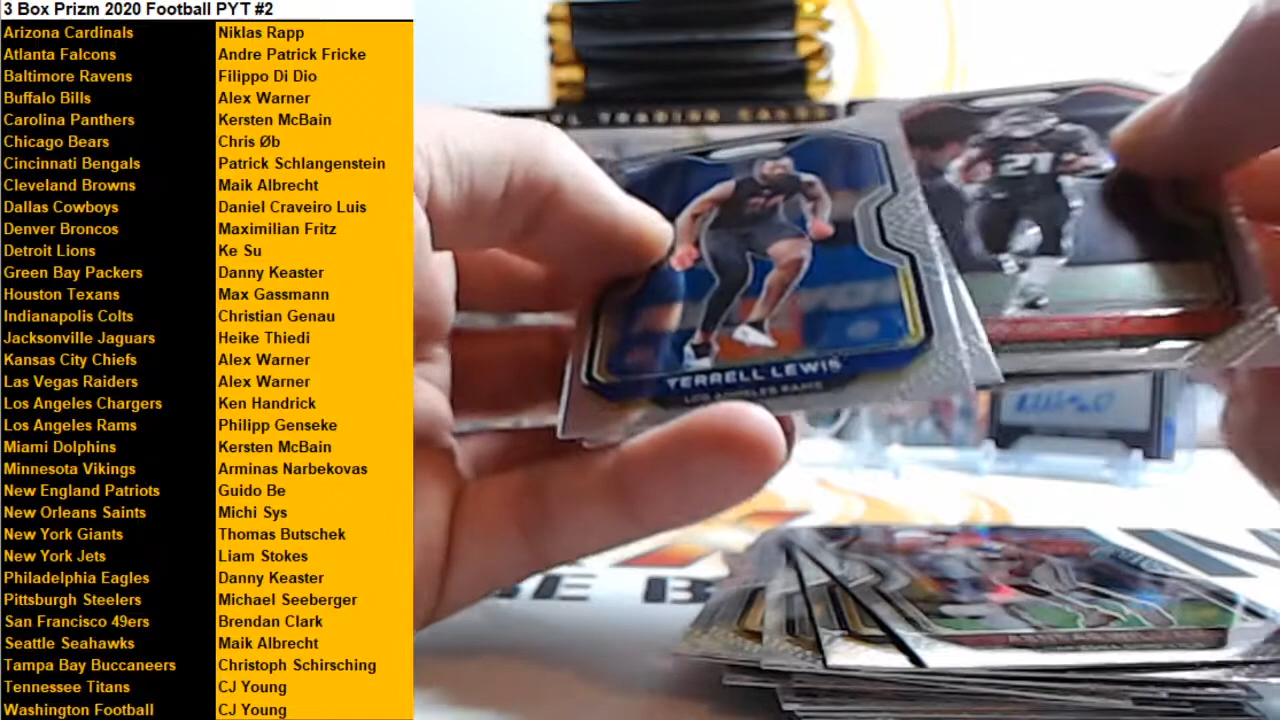 3 Box Prizm 2020 Football PYT #2
Arizona Cardinals Niklas Rapp
Atlanta Falcons Andre Patrick Fricke
Baltimore Ravens Filippo Di Dio
Buffalo Bills Alex Warner
Carolina Panthers Kersten McBain
Chicago Bears Chris Øb
Cincinnati Bengals Patrick Schlangenstein
Cleveland Browns Maik Albrecht
Dallas Cowboys Daniel Craveiro Luis
Denver Broncos Maximilian Fritz
Detroit Lions Ke Su
Green Bay Packers Danny Keaster
Houston Texans Max Gassmann
Indianapolis Colts Christian Genau
Jacksonville Jaguars Heike Thiedi
Kansas City Chiefs Alex Warner
Las Vegas Raiders Alex Warner
Los Angeles Chargers Ken Handrick
Los Angeles Rams Philipp Genseke
Miami Dolphins Kersten McBain
Minnesota Vikings Arminas Narbekovas
New England Patriots Guido Be
New Orleans Saints Michi Sys
New York Giants Thomas Butschek
New York Jets Liam Stokes
Philadelphia Eagles Danny Keaster
Pittsburgh Steelers Michael Seeberger
San Francisco 49ers Brendan Clark
Seattle Seahawks Maik Albrecht
Tampa Bay Buccaneers Christoph Schirsching
Tennessee Titans CJ Young
Washington Football CJ Young
TRADING CARDS
21
TERRELL LEWIS
LOS ANGELES RAMS